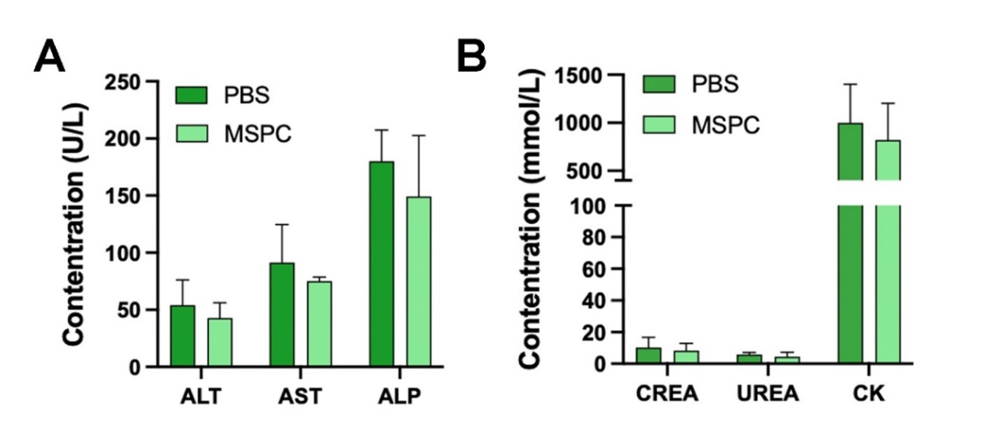 A
Contentration (U/L)
250
200
150
100
50
0
PBS
MSPC
ALT
AST
ALP
B
Contentration (mmol/L)
1500
1000
500
100
80
60
40
20
0
PBS
MSPC
CREA
UREA
CK